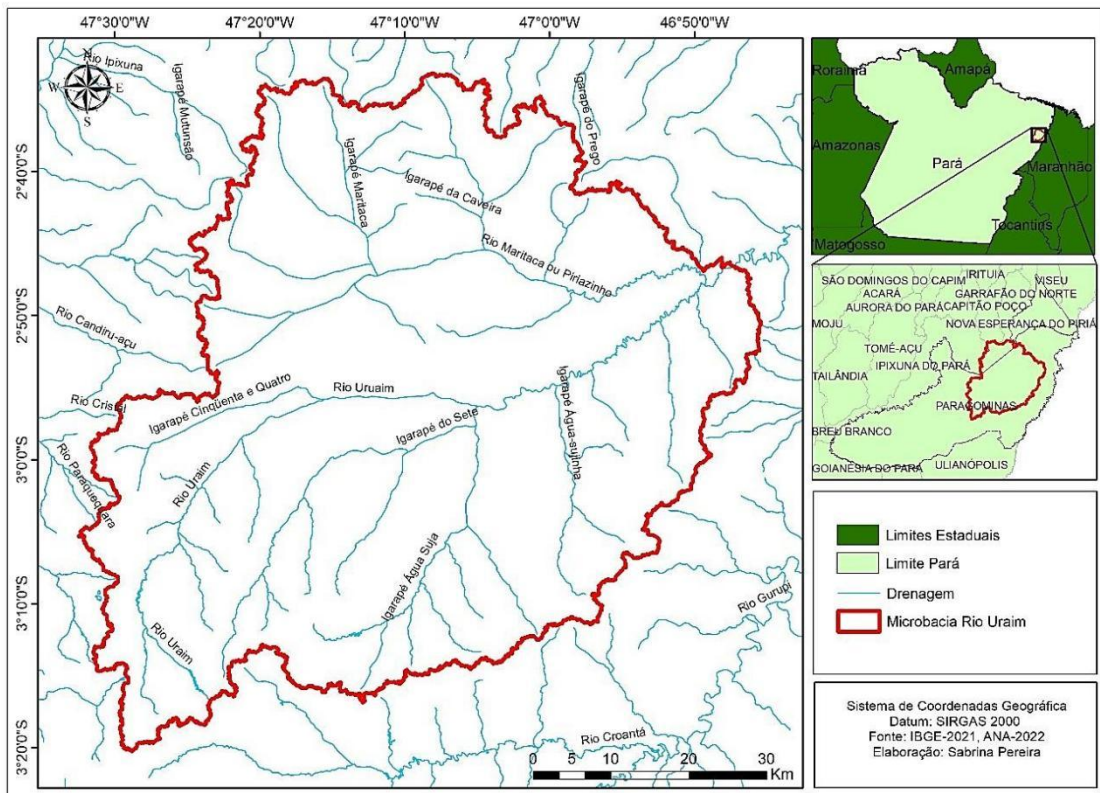 47°30'0"W
47°20'0"W
47°10'0"W
47°0'0"W
46°50'0"W
2°40'0"S
2°50'0"S
3°0'0"S
3°10'0"S
3°20'0"S
N
W
E
S
Rio Ipixuna
Igarapé Mutunsão
Igarapé Maritaca
Igarapé da Caveira
Igarapé do Prego
Rio Maritaca ou Piriazinho
Rio Candiru-açu
Rio Cristal
Igarapé Cinqüenta e Quatro
Rio Uruaim
Igarapé do Sete
Igarapé Água-sujinha
Rio Paraquequara
Rio Uraim
Igarapé Água Suja
Rio Uraim
Rio Gurupi
Rio Croantá
0
5
10
20
30
Km
Roraima
Amapá
Amazonas
Pará
Maranhão
Tocantins
Matogosso
SÃO DOMINGOS DO CAPIM
IRITUIA
VISEU
ACARÁ
GARRAFÃO DO NORTE
AURORA DO PARÁ
CAPITÃO POÇO
MOJU
NOVA ESPERANÇA DO PIRIÁ
TOMÉ-AÇU
TAILÂNDIA
IPIXUNA DO PARÁ
PARAGOMINAS
BREU BRANCO
GOIANÉSIA DO PARÁ
ULIANÓPOLIS
Limites Estaduais
Limite Pará
Drenagem
Microbacia Rio Uraim
Sistema de Coordenadas Geográfica
Datum: SIRGAS 2000
Fonte: IBGE-2021, ANA-2022
Elaboração: Sabrina Pereira